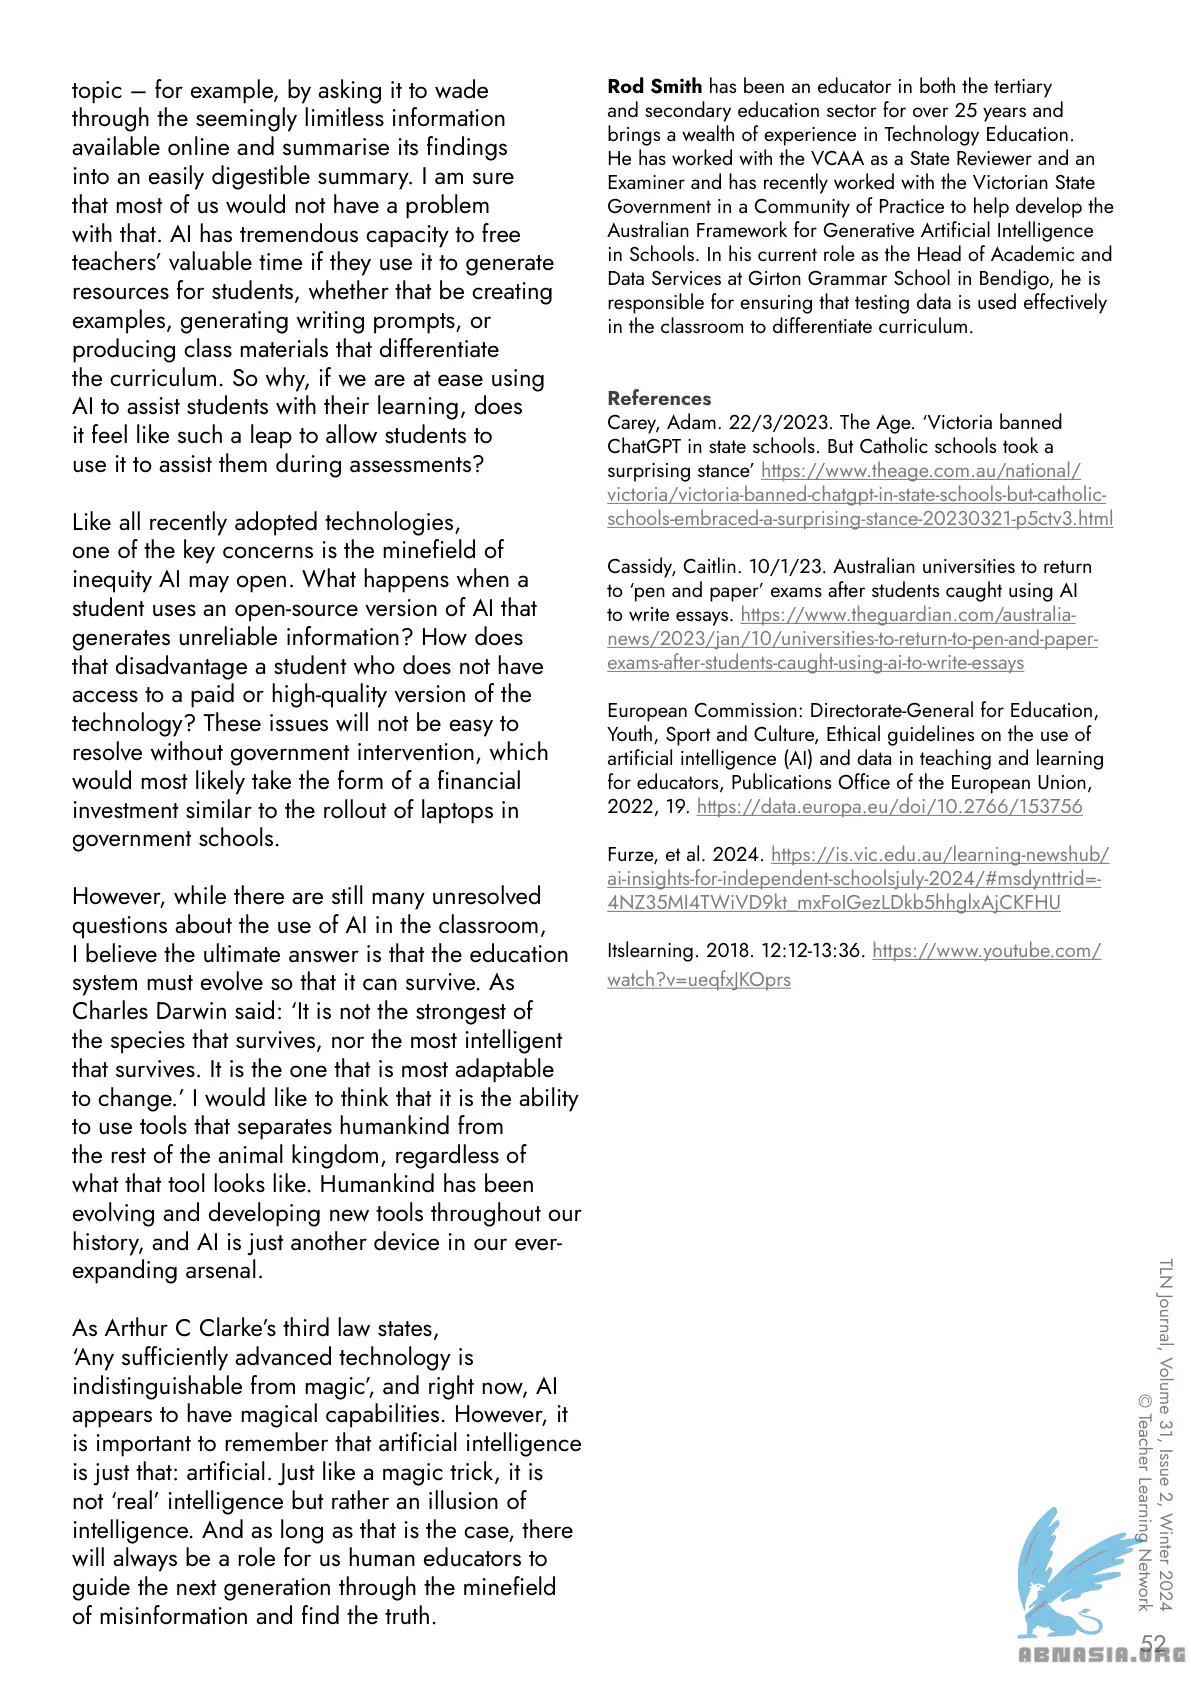 topic – for example, by asking it to wade
through the seemingly limitless information
available online and summarise its findings
into an easily digestible summary. I am sure
that most of us would not have a problem
with that. AI has tremendous capacity to free
teachers’ valuable time if they use it to generate
resources for students, whether that be creating
examples, generating writing prompts, or
producing class materials that differentiate
the curriculum. So why, if we are at ease using
AI to assist students with their learning, does
it feel like such a leap to allow students to
use it to assist them during assessments?
Like all recently adopted technologies,
one of the key concerns is the minefield of
inequity AI may open. What happens when a
student uses an open-source version of AI that
generates unreliable information? How does
that disadvantage a student who does not have
access to a paid or high-quality version of the
technology? These issues will not be easy to
resolve without government intervention, which
would most likely take the form of a financial
investment similar to the rollout of laptops in
government schools.
However, while there are still many unresolved
questions about the use of AI in the classroom,
I believe the ultimate answer is that the education
system must evolve so that it can survive. As
Charles Darwin said: ‘It is not the strongest of
the species that survives, nor the most intelligent
that survives. It is the one that is most adaptable
to change.’ I would like to think that it is the ability
to use tools that separates humankind from
the rest of the animal kingdom, regardless of
what that tool looks like. Humankind has been
evolving and developing new tools throughout our
history, and AI is just another device in our ever-
expanding arsenal.
As Arthur C Clarke’s third law states,
‘Any sufficiently advanced technology is
indistinguishable from magic’, and right now, AI
appears to have magical capabilities. However, it
is important to remember that artificial intelligence
is just that: artificial. Just like a magic trick, it is
not ‘real’ intelligence but rather an illusion of
intelligence. And as long as that is the case, there
will always be a role for us human educators to
guide the next generation through the minefield
of misinformation and find the truth.
Rod Smith has been an educator in both the tertiary
and secondary education sector for over 25 years and
brings a wealth of experience in Technology Education.
He has worked with the VCAA as a State Reviewer and an
Examiner and has recently worked with the Victorian State
Government in a Community of Practice to help develop the
Australian Framework for Generative Artificial Intelligence
in Schools. In his current role as the Head of Academic and
Data Services at Girton Grammar School in Bendigo, he is
responsible for ensuring that testing data is used effectively
in the classroom to differentiate curriculum.
References
Carey, Adam. 22/3/2023. The Age. ‘Victoria banned
ChatGPT in state schools. But Catholic schools took a
surprising stance’ https://www.theage.com.au/national/
victoria/victoria-banned-chatgpt-in-state-schools-but-catholic-
schools-embraced-a-surprising-stance-20230321-p5ctv3.html
Cassidy, Caitlin. 10/1/23. Australian universities to return
to ‘pen and paper’ exams after students caught using AI
to write essays. https://www.theguardian.com/australia-
news/2023/jan/10/universities-to-return-to-pen-and-paper-
exams-after-students-caught-using-ai-to-write-essays
European Commission: Directorate-General for Education,
Youth, Sport and Culture, Ethical guidelines on the use of
artificial intelligence (AI) and data in teaching and learning
for educators, Publications Office of the European Union,
2022, 19. https://data.europa.eu/doi/10.2766/153756
Furze, et al. 2024. https://is.vic.edu.au/learning-newshub/
ai-insights-for-independent-schoolsjuly-2024/#msdynttrid=-
4NZ35MI4TWiVD9kt_mxFoIGezLDkb5hhglxAjCKFHU
Itslearning. 2018. 12:12-13:36. https://www.youtube.com/
watch?v=ueqfxJKOprs
TLN Journal, Volume 31, Issue 2, Winter 2024
© Teacher Learning Network
52
ABNASIA.ORG